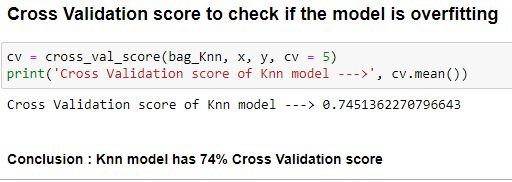 Cross Validation score to check if the model is overfitting
cv = cross_val_score(bag_Knn, x, y, cv = 5)
print('Cross Validation score of Knn model --->', cv.mean())
Cross Validation score of Knn model ---> 0.7451362270796643
Conclusion : Knn model has 74% Cross Validation score